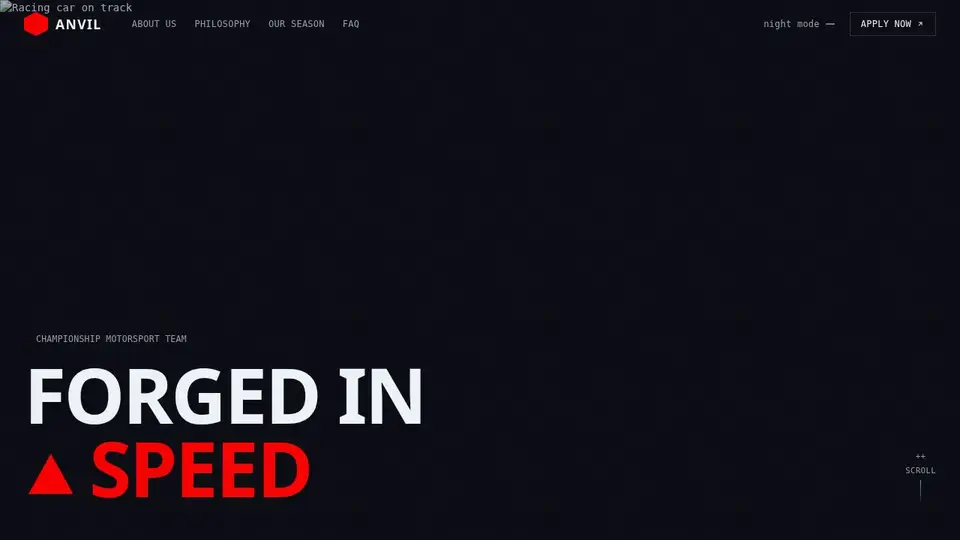 Racing car on track
ANVIL
ABOUT US
PHILOSOPHY
OUR SEASON
FAQ
night mode —
APPLY NOW ↗
CHAMPIONSHIP MOTORSPORT TEAM
FORGED IN
▲ SPEED
++
SCROLL